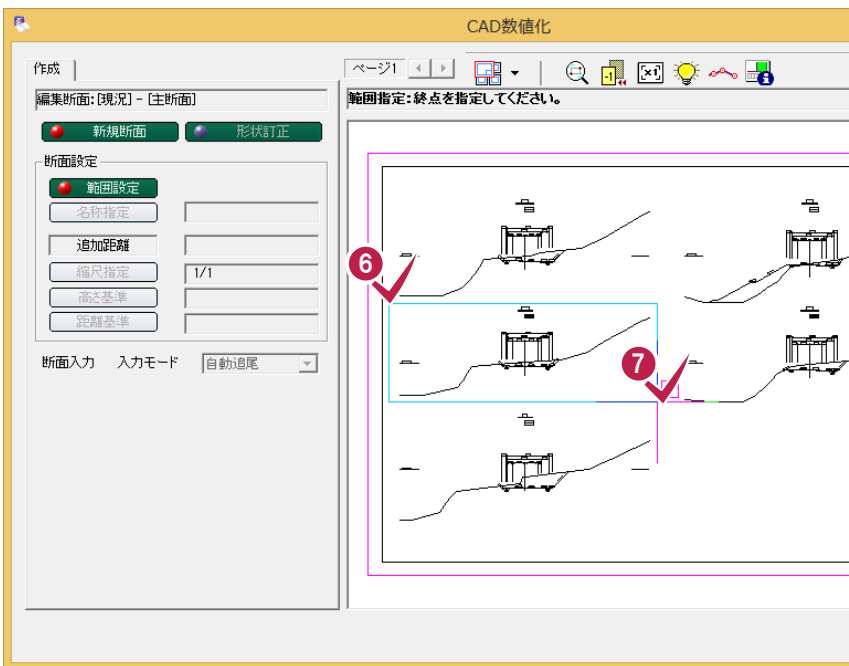 CAD数値化
作成
編集断面:[現況] - [主断面]
新規断面
形状訂正
断面設定
範囲設定
名称指定
追加距離
縮尺指定
1/1
高さ基準
距離基準
断面入力 入力モード 自動追尾
ページ1
-1
×1
範囲指定:終点を指定してください。
6
7